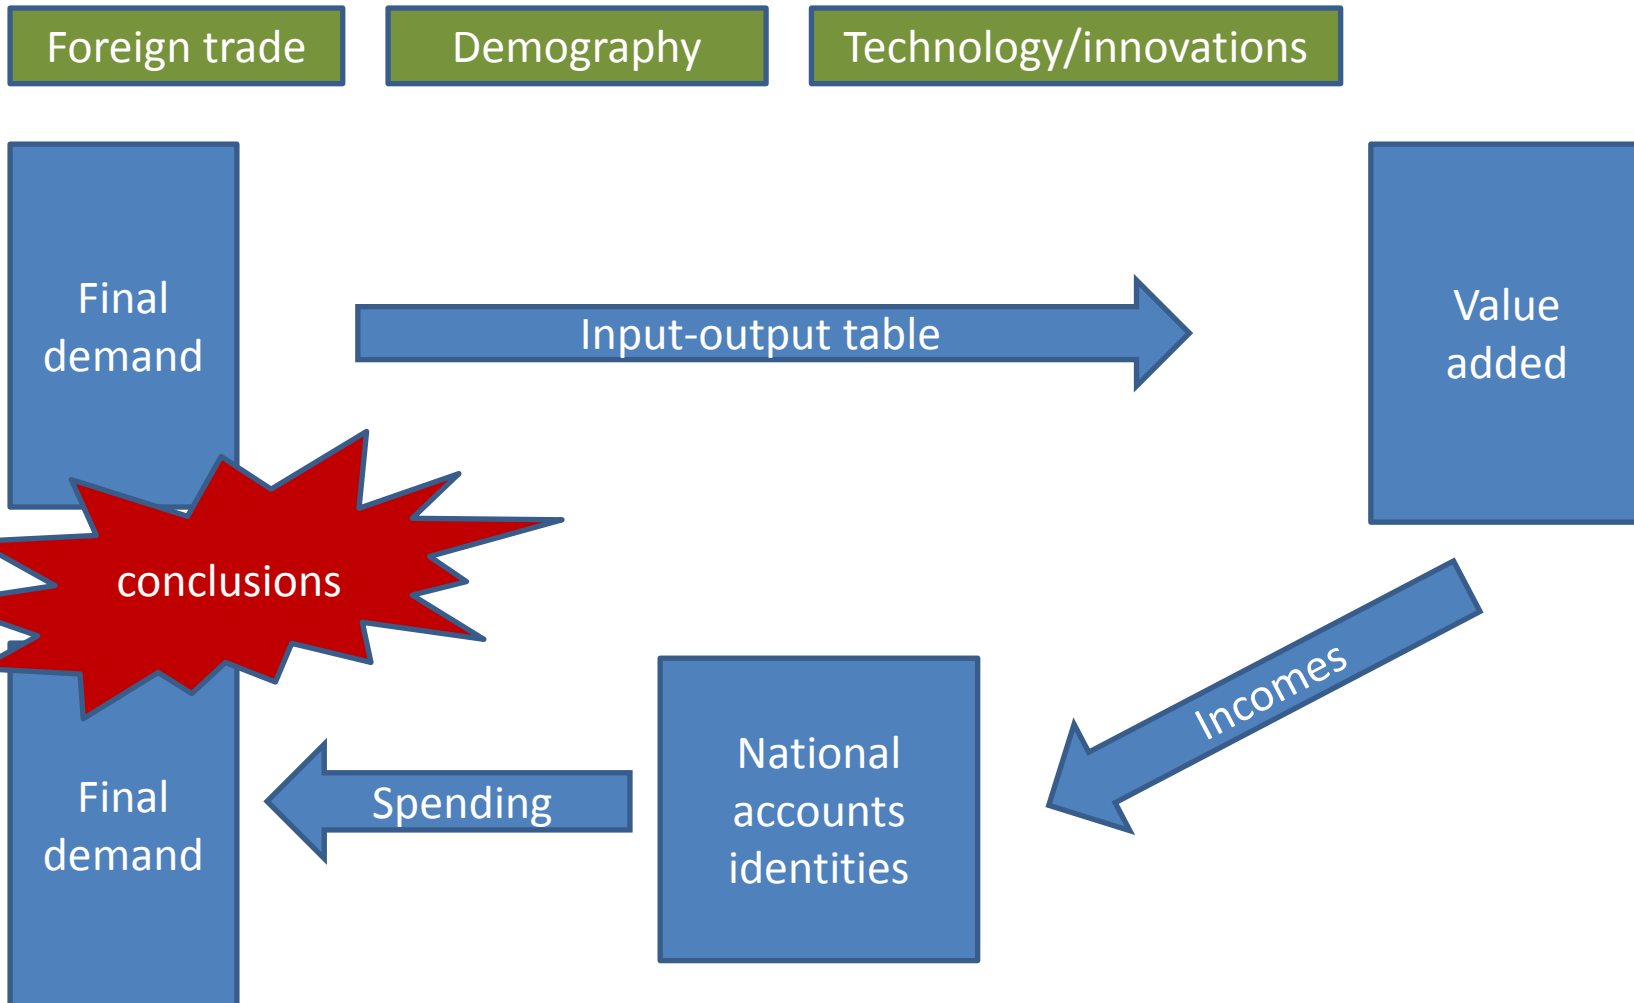 Foreign trade
Demography
Technology/innovations
Final
demand
Input-output table
Value
added
conclusions
Incomes
National
accounts
identities
Spending
Final
demand